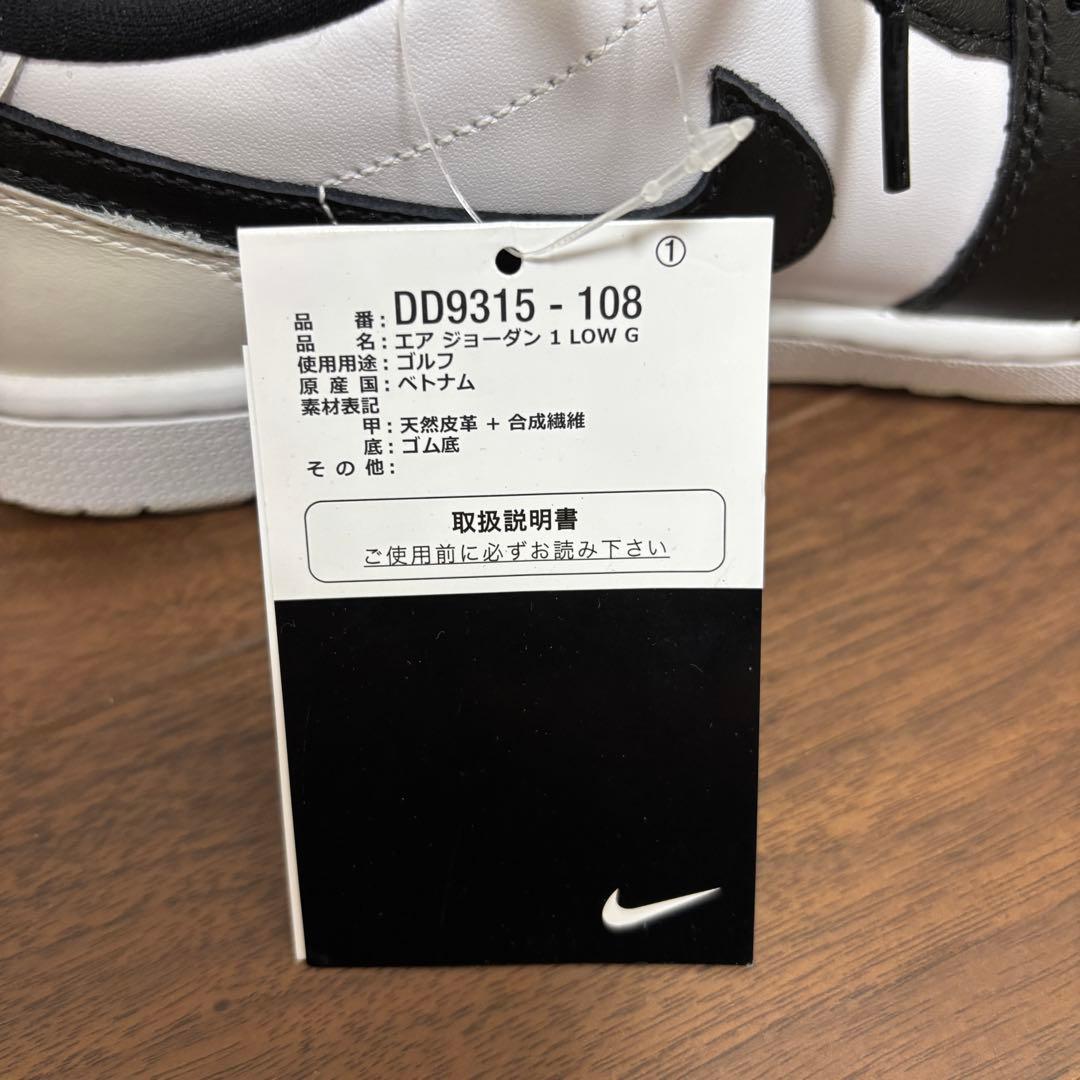 ①
品 番 : DD9315 - 108
品 名 : エア ジョーダン 1 LOW G
使用用途 : ゴルフ
原 産 国 : ベトナム
素材表記
甲 : 天然皮革 + 合成繊維
底 : ゴム底
そ の 他 :
取扱説明書
ご使用前に必ずお読み下さい